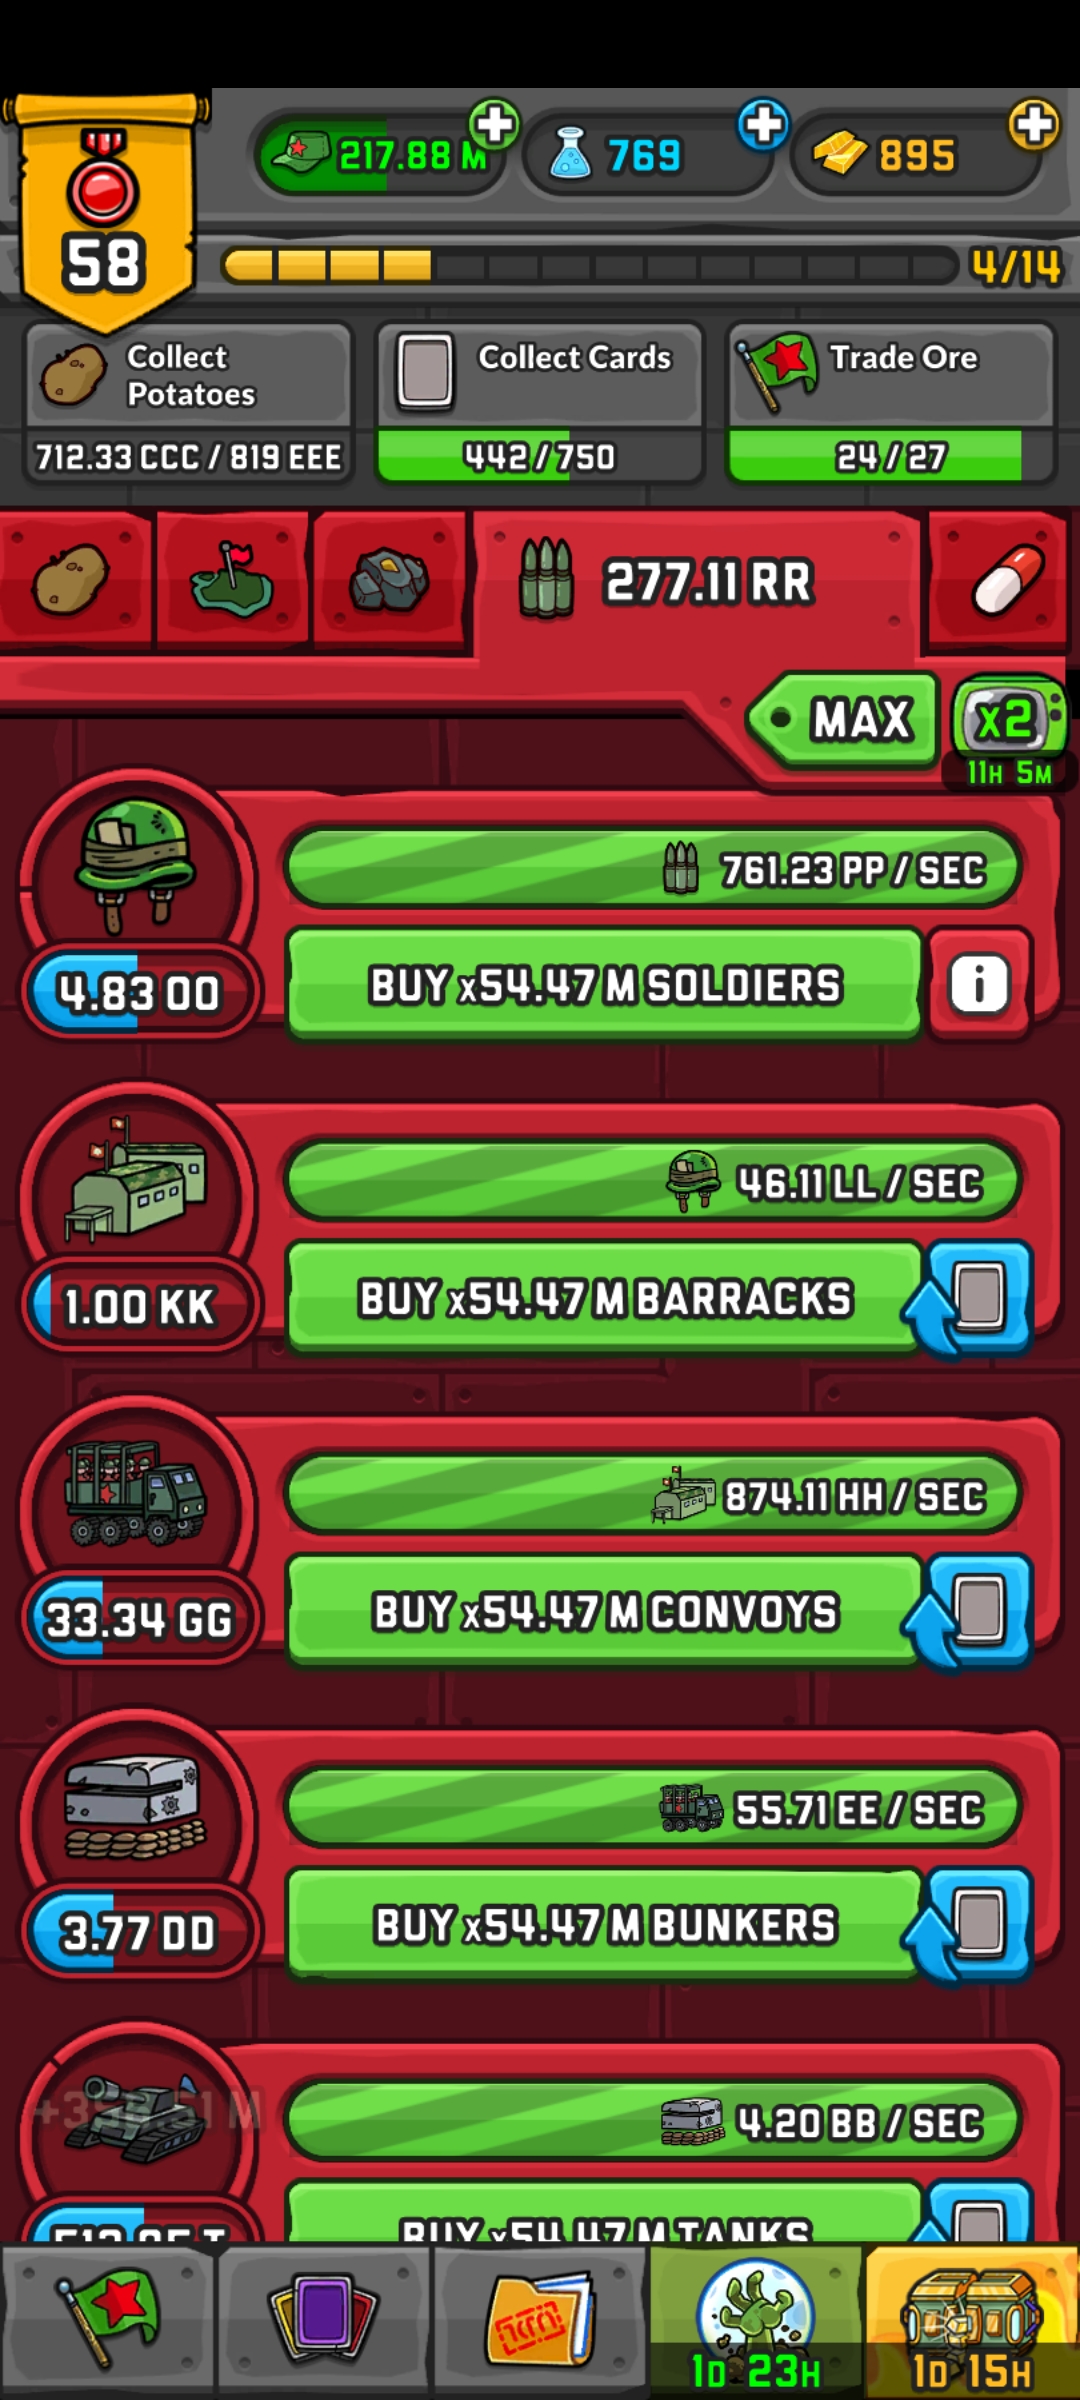 217.88 M
769
895
58
4/14
Collect
Potatoes
712.33 CCC / 819 EEE
Collect Cards
442/750
Trade Ore
24/27
277.11 RR
MAX
x2
11H 5M
761.23 PP / SEC
4.83 OO
BUY x54.47 M SOLDIERS
i
46.11 LL / SEC
1.00 KK
BUY x54.47 M BARRACKS
874.11 HH / SEC
33.34 GG
BUY x54.47 M CONVOYS
55.71 EE / SEC
3.77 DD
BUY x54.47 M BUNKERS
4.20 BB / SEC
BUY x54.47 M TANKS
1D 23H
1D 15H